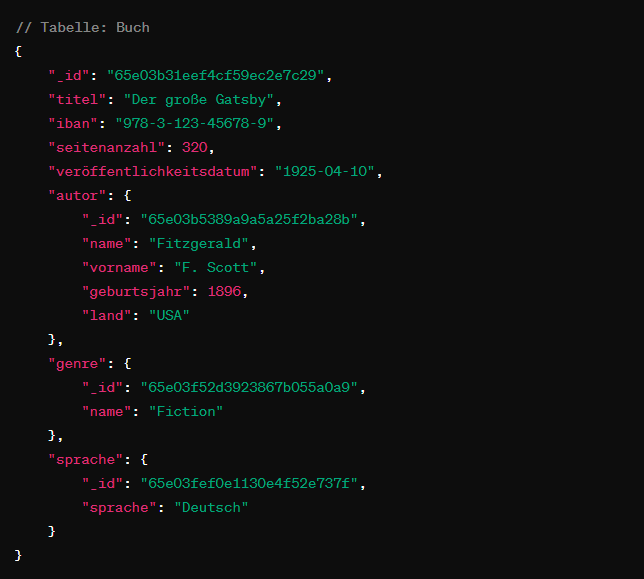 // Tabelle: Buch
{
    "_id": "65e03b31eef4cf59ec2e7c29",
    "titel": "Der große Gatsby",
    "iban": "978-3-123-45678-9",
    "seitenanzahl": 320,
    "veröffentlichkeitsdatum": "1925-04-10",
    "autor": {
        "_id": "65e03b5389a9a5a25f2ba28b",
        "name": "Fitzgerald",
        "vorname": "F. Scott",
        "geburtsjahr": 1896,
        "land": "USA"
    },
    "genre": {
        "_id": "65e03f52d3923867b055a0a9",
        "name": "Fiction"
    },
    "sprache": {
        "_id": "65e03fef0e1130e4f52e737f",
        "sprache": "Deutsch"
    }
}